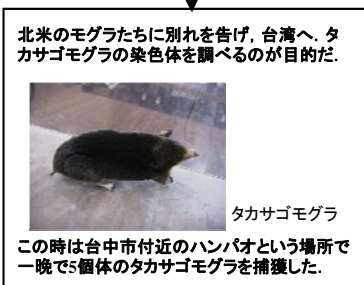 北米のモグラたちに別れを告げ，台湾へ．タ
カサゴモグラの染色体を調べるのが目的だ．
タカサゴモグラ
この時は台中市付近のハンパオという場所で
一晩で5個体のタカサゴモグラを捕獲した．